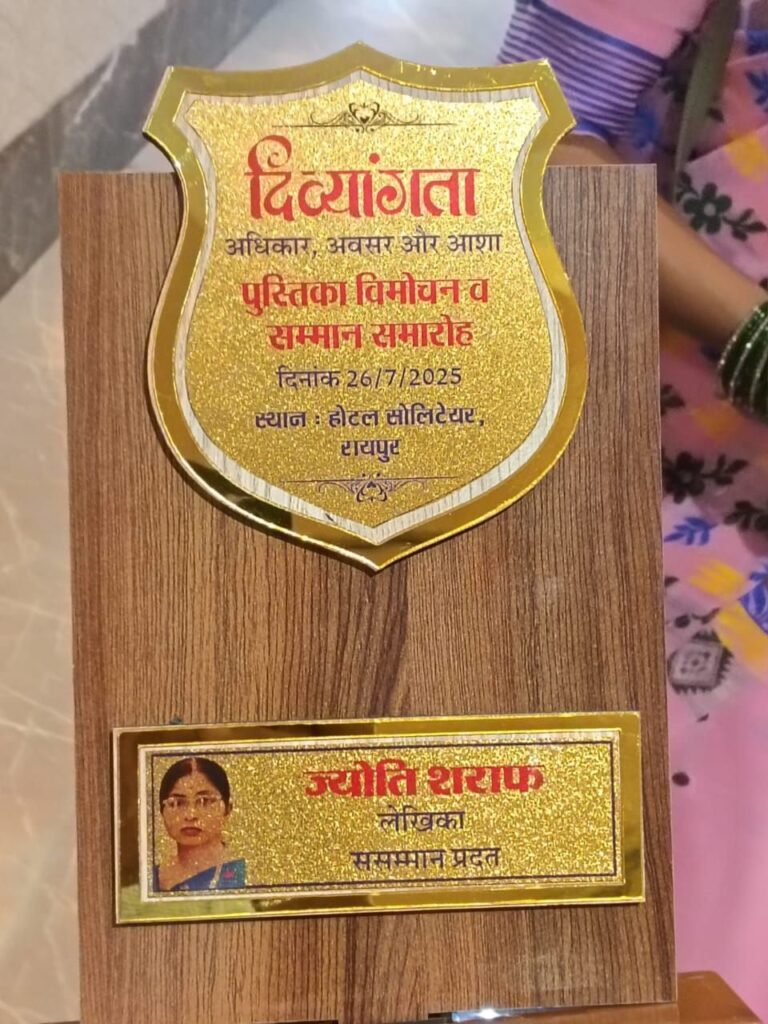 दिव्यांगता
अधिकार, अवसर और आशा
पुस्तिका विमोचन व
सम्मान समारोह
दिनांक 26/7/2025
स्थान : होटल सोलिटेयर,
रायपुर
ज्योति शराफ
लेखिका
ससम्मान प्रदत